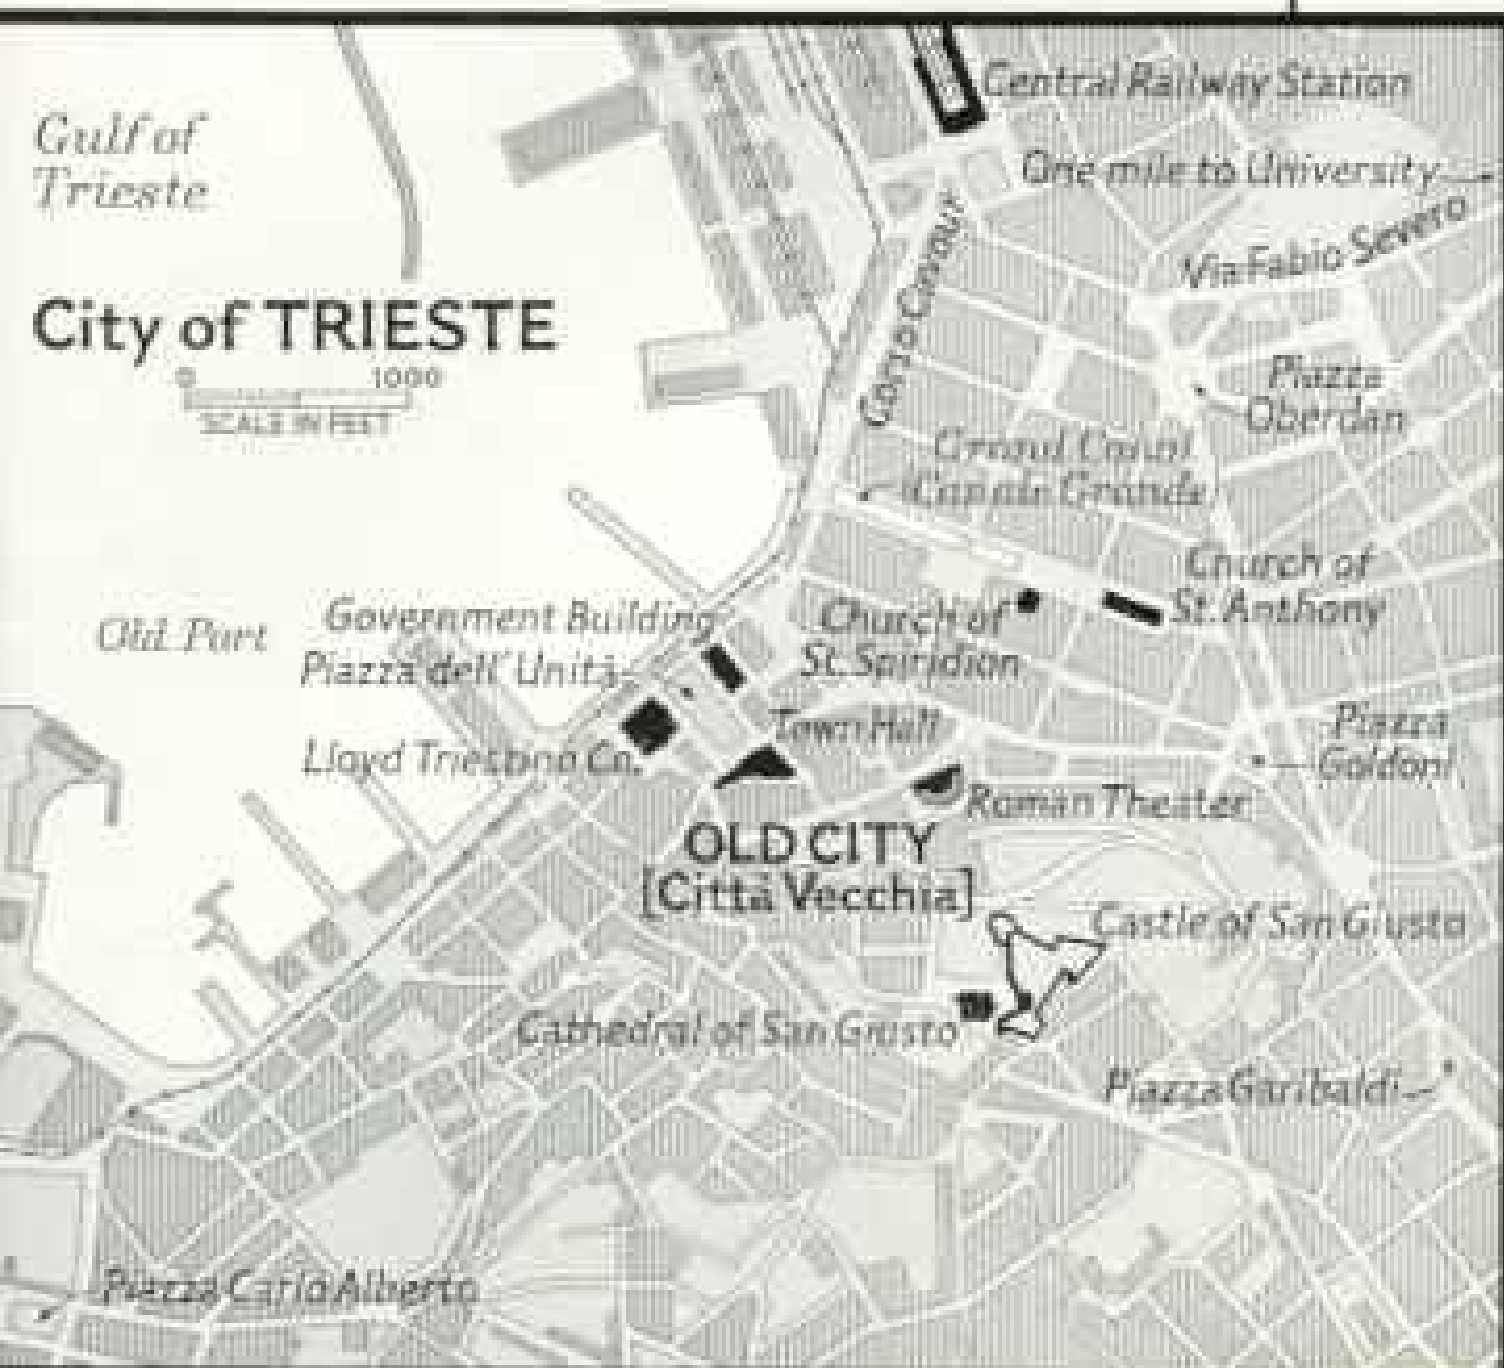 Central Railway Station
Gulf of
Trieste
One mile to University
Via Fabio Severo
Corso Cavour
City of TRIESTE
0 1000
SCALE IN FEET
Piazza
Oberdan
Grand Canal
Canale Grande
Church of
St. Anthony
Government Building
Old Port
Church of
St. Spiridion
Piazza dell' Unità
Town Hall
Piazza
Goldoni
Lloyd Triestino Co.
Roman Theater
OLD CITY
[Città Vecchia]
Castle of San Giusto
Cathedral of San Giusto
Piazza Garibaldi
Piazza Carlo Alberto